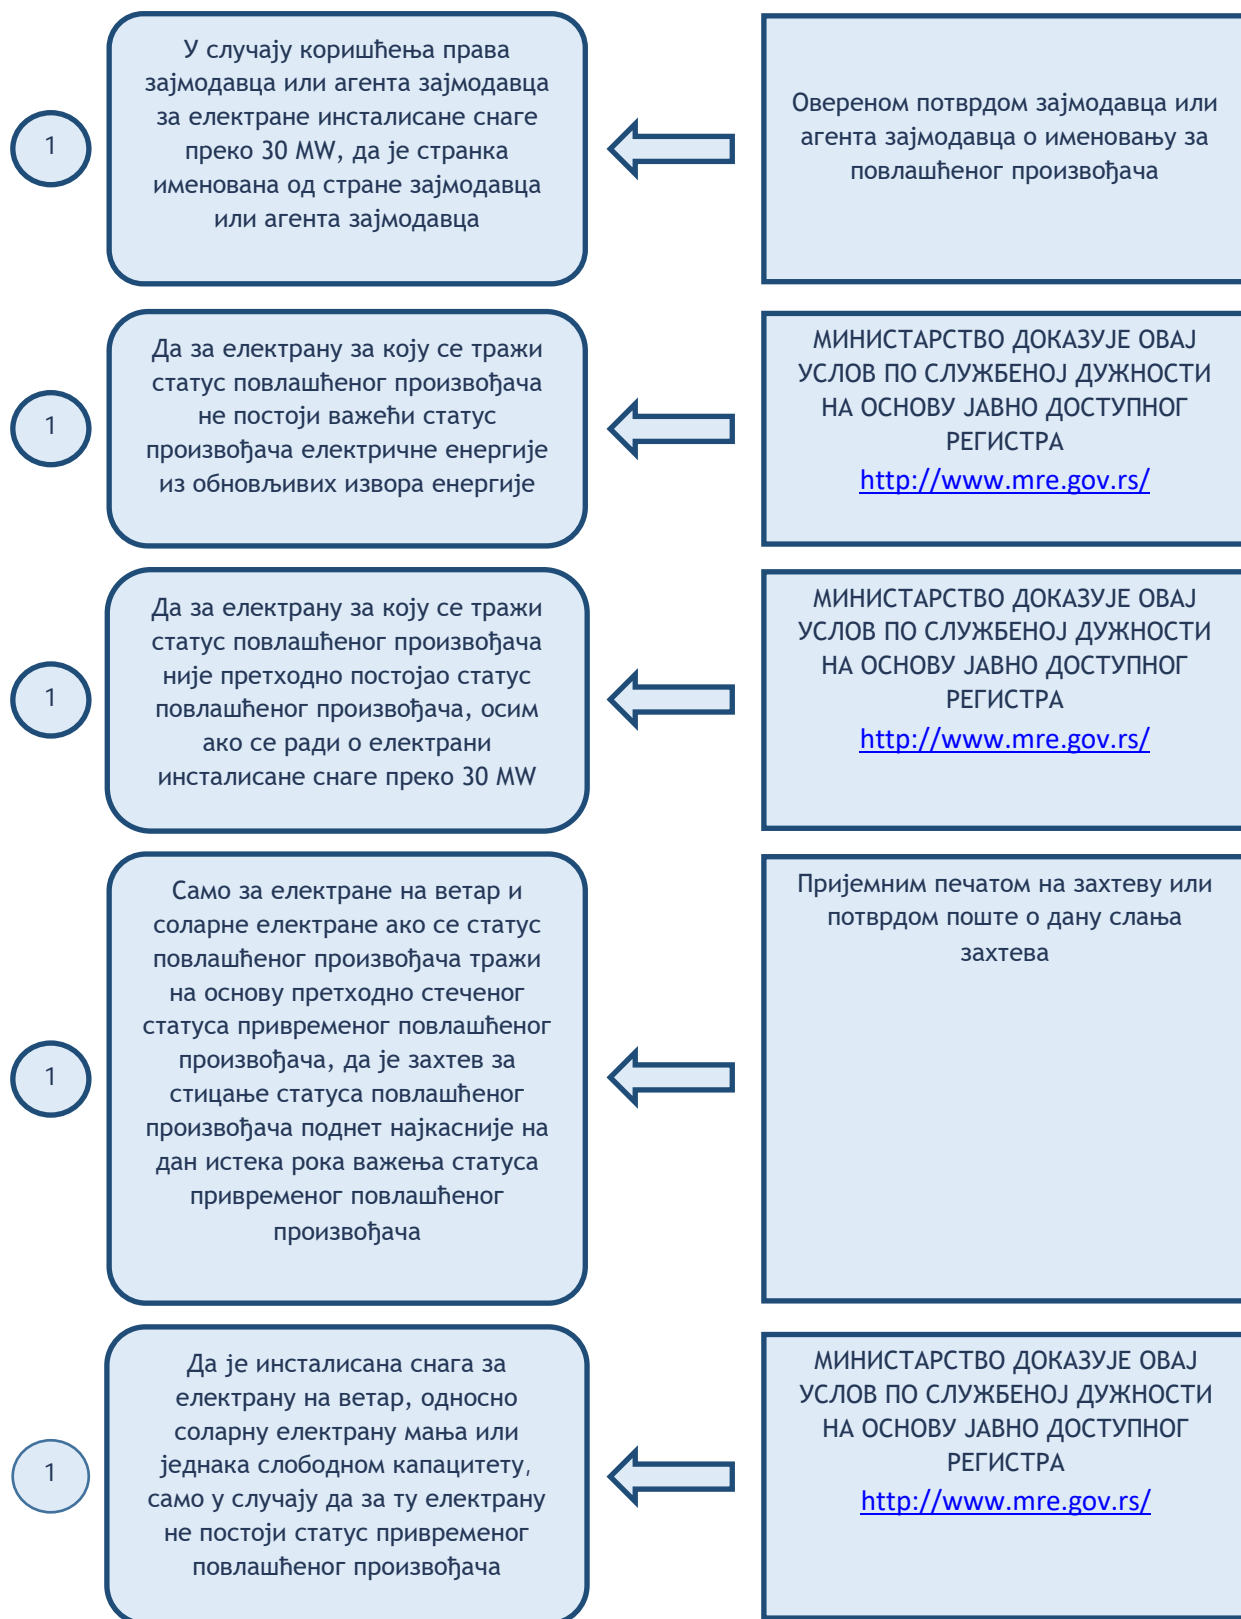 1
У случају коришћења права
зајмодавца или агента зајмодавца
за електране инсталисане снаге
преко 30 MW, да је странка
именована од стране зајмодавца
или агента зајмодавца
Овереном потврдом зајмодавца или
агента зајмодавца о именовању за
повлашћеног произвођача
1
Да за електрану за коју се тражи
статус повлашћеног произвођача
не постоји важећи статус
произвођача електричне енергије
из обновљивих извора енергије
МИНИСТАРСТВО ДОКАЗУЈЕ ОВАЈ
УСЛОВ ПО СЛУЖБЕНОЈ ДУЖНОСТИ
НА ОСНОВУ ЈАВНО ДОСТУПНОГ
РЕГИСТРА
http://www.mre.gov.rs/
1
Да за електрану за коју се тражи
статус повлашћеног произвођача
није претходно постојао статус
повлашћеног произвођача, осим
ако се ради о електрани
инсталисане снаге преко 30 MW
МИНИСТАРСТВО ДОКАЗУЈЕ ОВАЈ
УСЛОВ ПО СЛУЖБЕНОЈ ДУЖНОСТИ
НА ОСНОВУ ЈАВНО ДОСТУПНОГ
РЕГИСТРА
http://www.mre.gov.rs/
1
Само за електране на ветар и
соларне електране ако се статус
повлашћеног произвођача тражи
на основу претходно стеченог
статуса привременог повлашћеног
произвођача, да је захтев за
стицање статуса повлашћеног
произвођача поднет најкасније на
дан истека рока важења статуса
привременог повлашћеног
произвођача
Пријемним печатом на захтеву или
потврдом поште о дану слања
захтева
1
Да је инсталисана снага за
електрану на ветар, односно
соларну електрану мања или
једнака слободном капацитету,
само у случају да за ту електрану
не постоји статус привременог
повлашћеног произвођача
МИНИСТАРСТВО ДОКАЗУЈЕ ОВАЈ
УСЛОВ ПО СЛУЖБЕНОЈ ДУЖНОСТИ
НА ОСНОВУ ЈАВНО ДОСТУПНОГ
РЕГИСТРА
http://www.mre.gov.rs/